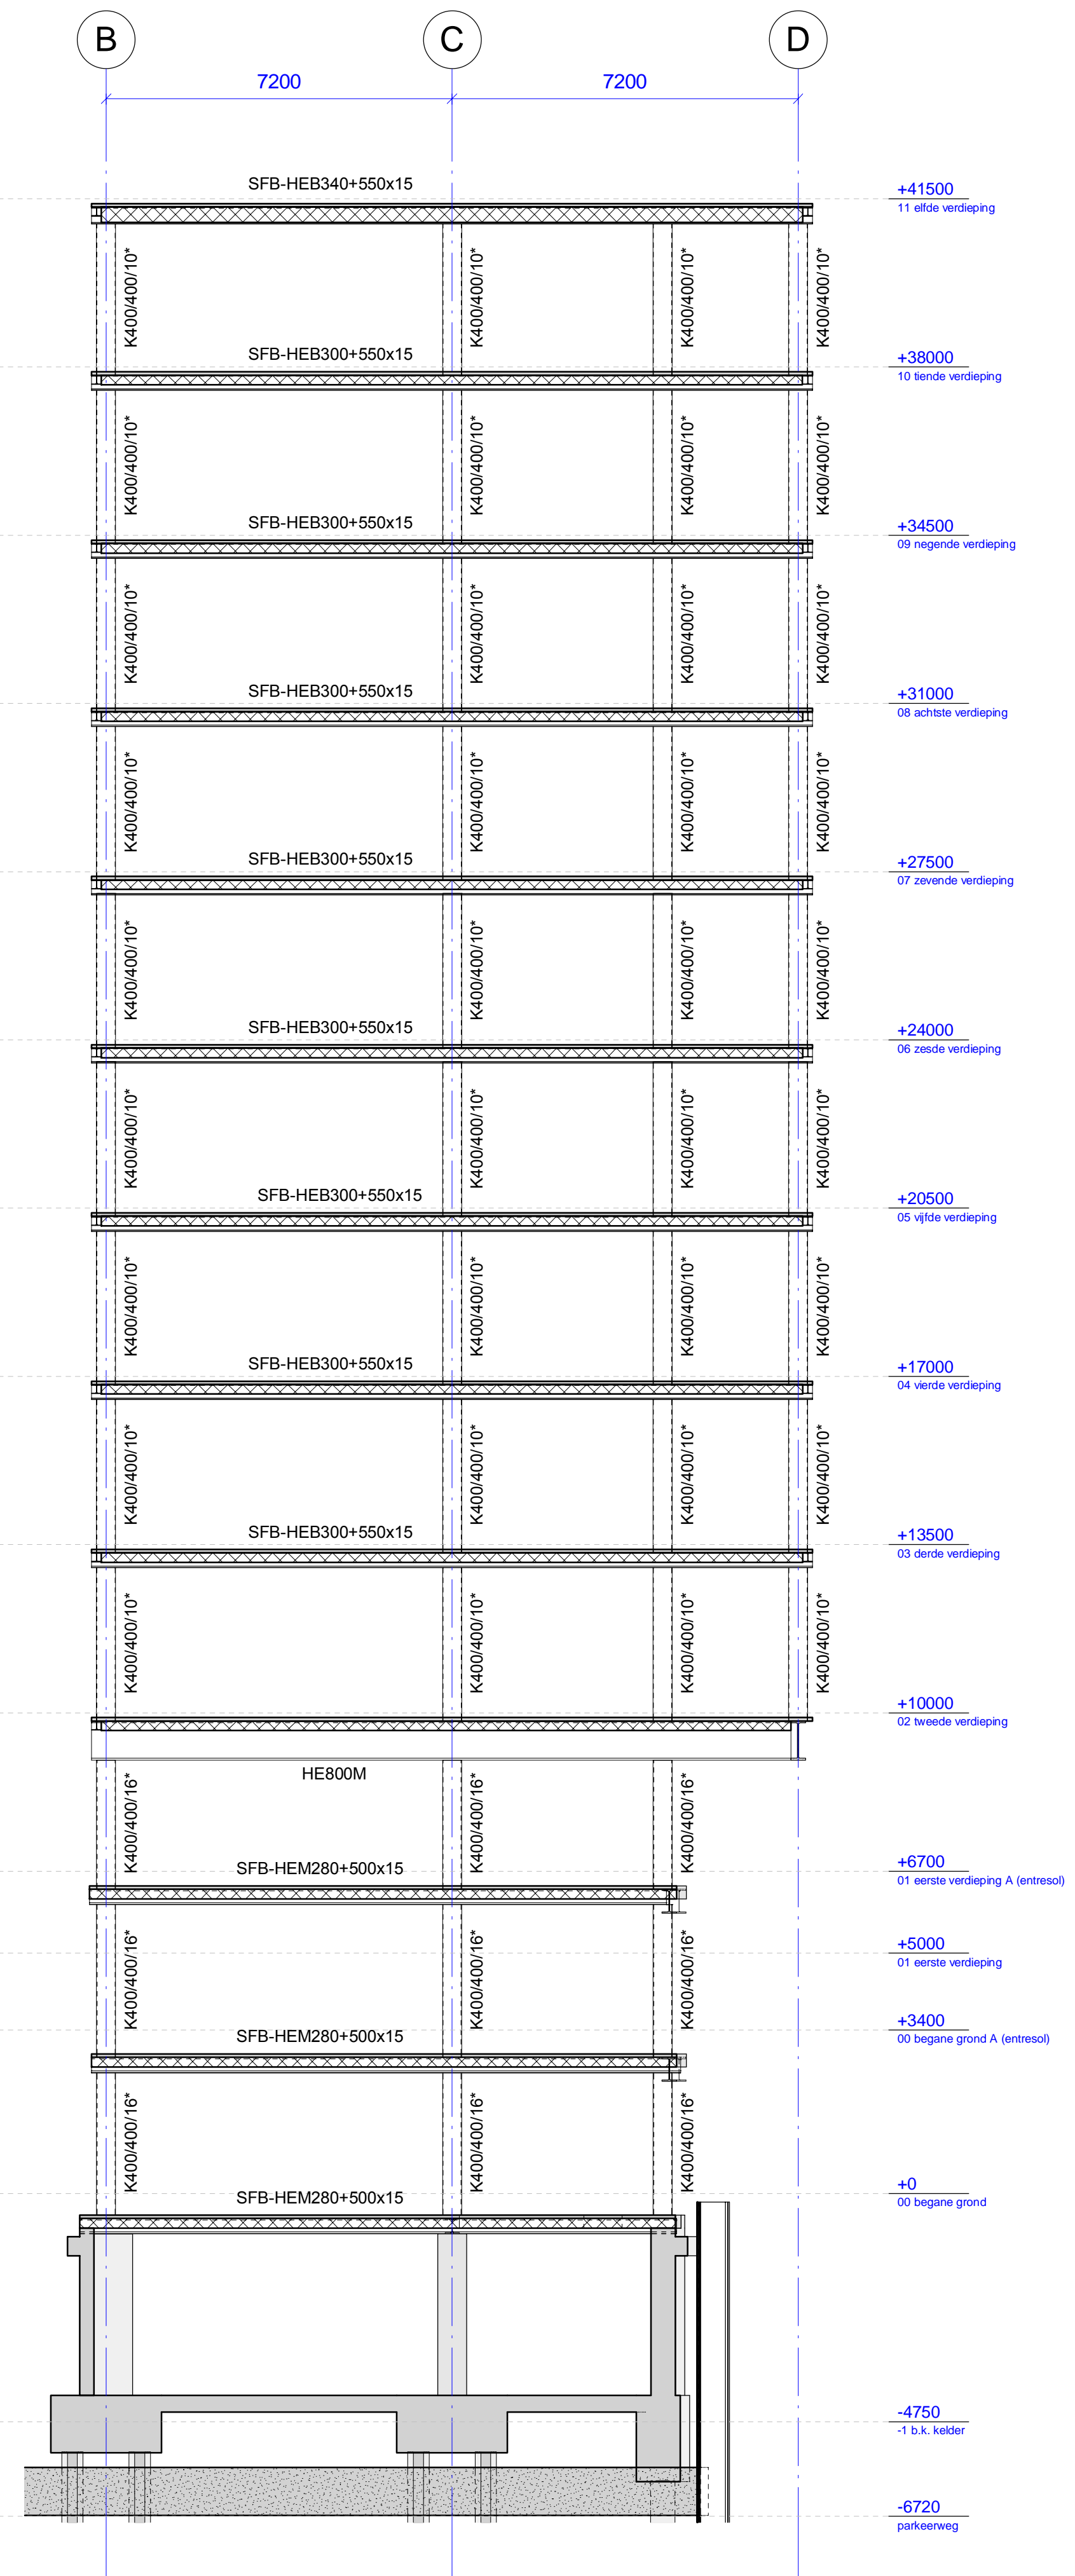 B C D
7200 7200
SFB-HEB340+550x15
+41500
11 elfde verdieping
K400/400/10* K400/400/10* K400/400/10* K400/400/10*
SFB-HEB300+550x15
+38000
10 tiende verdieping
K400/400/10* K400/400/10* K400/400/10* K400/400/10*
SFB-HEB300+550x15
+34500
09 negende verdieping
K400/400/10* K400/400/10* K400/400/10* K400/400/10*
SFB-HEB300+550x15
+31000
08 achtste verdieping
K400/400/10* K400/400/10* K400/400/10* K400/400/10*
SFB-HEB300+550x15
+27500
07 zevende verdieping
K400/400/10* K400/400/10* K400/400/10* K400/400/10*
SFB-HEB300+550x15
+24000
06 zesde verdieping
K400/400/10* K400/400/10* K400/400/10* K400/400/10*
SFB-HEB300+550x15
+20500
05 vijfde verdieping
K400/400/10* K400/400/10* K400/400/10* K400/400/10*
SFB-HEB300+550x15
+17000
04 vierde verdieping
K400/400/10* K400/400/10* K400/400/10* K400/400/10*
SFB-HEB300+550x15
+13500
03 derde verdieping
K400/400/10* K400/400/10* K400/400/10* K400/400/10*
+10000
02 tweede verdieping
HE800M
K400/400/16* K400/400/16* K400/400/16*
SFB-HEM280+500x15
+6700
01 eerste verdieping A (entresol)
K400/400/16* K400/400/16* K400/400/16*
+5000
01 eerste verdieping
SFB-HEM280+500x15
+3400
00 begane grond A (entresol)
K400/400/16* K400/400/16* K400/400/16*
SFB-HEM280+500x15
+0
00 begane grond
-4750
-1 b.k. kelder
-6720
parkeerweg